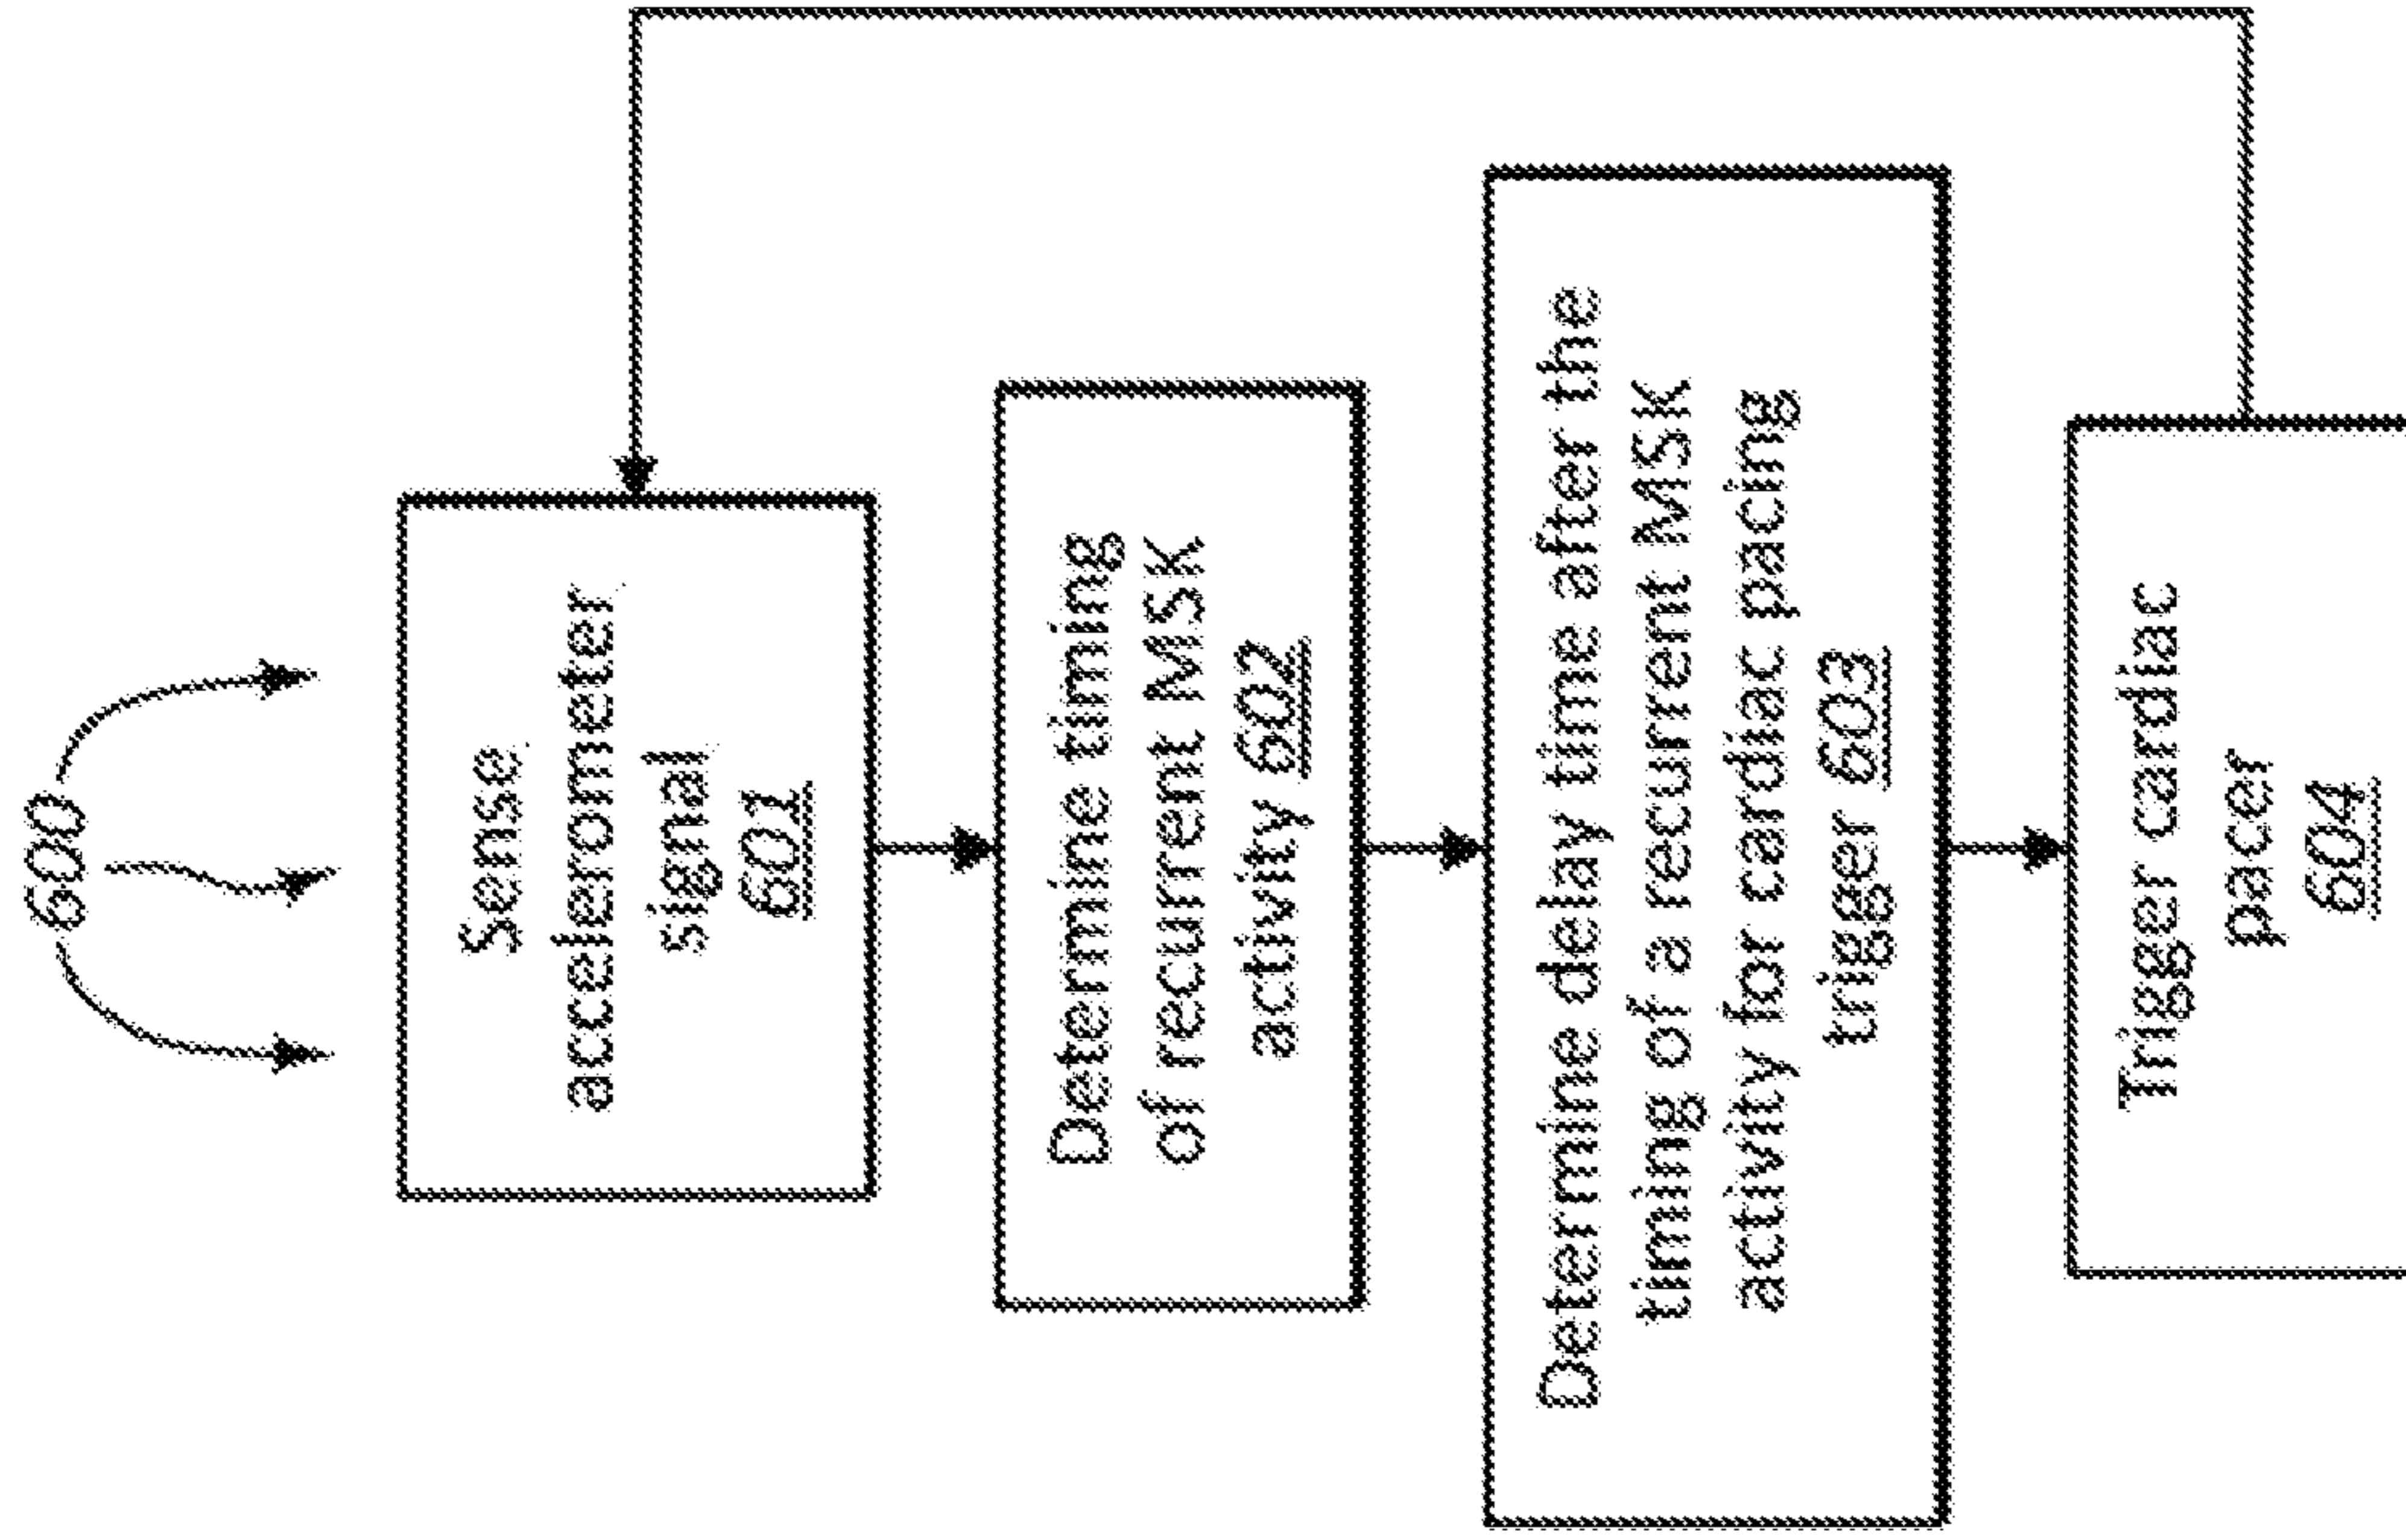 600
Sense
accelerometer
signal
601
Determine timing
of recurrent MSK
activity 602
Determine delay time after the
timing of a recurrent MSK
activity for cardiac pacing
trigger 603
Trigger cardiac
pacer
604